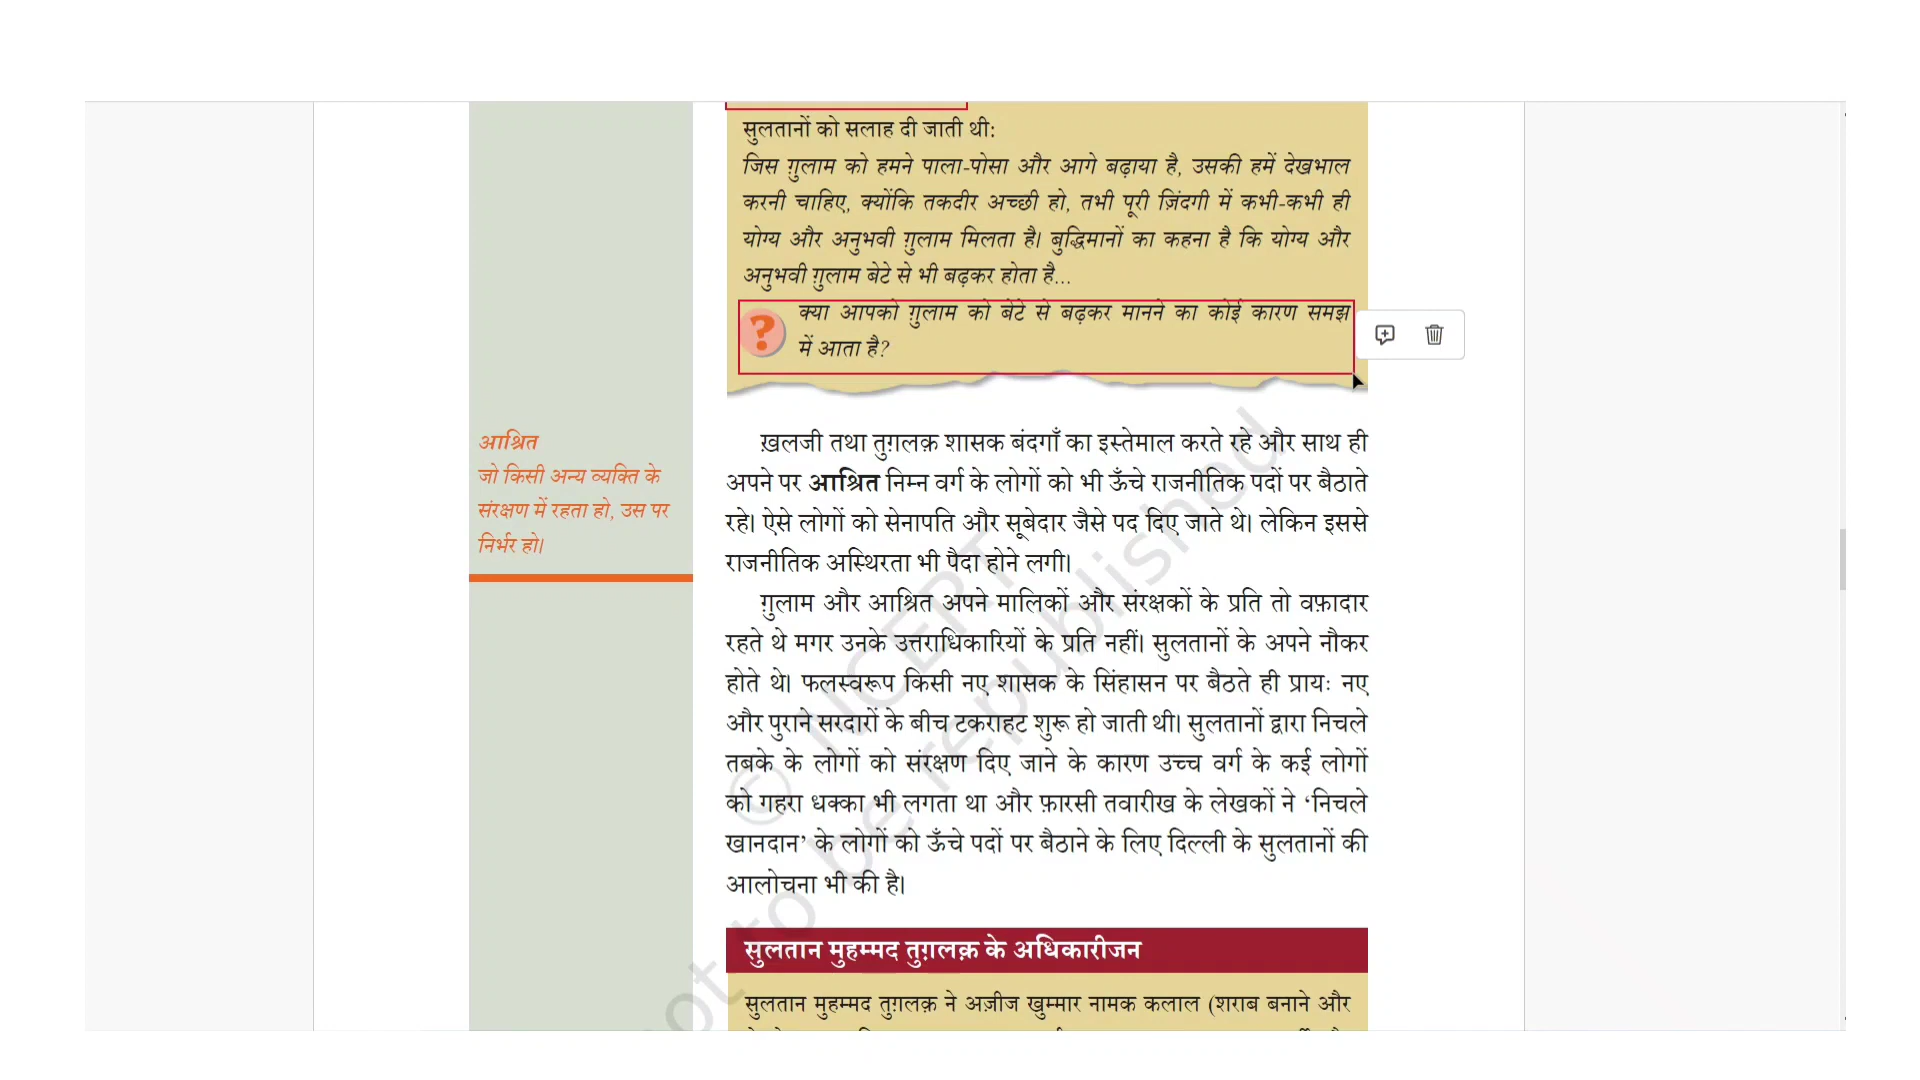 सुलतानों को सलाह दी जाती थी:
जिस ग़ुलाम को हमने पाला-पोसा और आगे बढ़ाया है, उसकी हमें देखभाल
करनी चाहिए, क्योंकि तकदीर अच्छी हो, तभी पूरी ज़िंदगी में कभी-कभी ही
योग्य और अनुभवी ग़ुलाम मिलता है। बुद्धिमानों का कहना है कि योग्य और
अनुभवी ग़ुलाम बेटे से भी बढ़कर होता है...
?
क्या आपको ग़ुलाम को बेटे से बढ़कर मानने का कोई कारण समझ
में आता है?
आश्रित
जो किसी अन्य व्यक्ति के
संरक्षण में रहता हो, उस पर
निर्भर हो।
ख़लजी तथा तुग़लक़ शासक बंदगाँ का इस्तेमाल करते रहे और साथ ही
अपने पर आश्रित निम्न वर्ग के लोगों को भी ऊँचे राजनीतिक पदों पर बैठाते
रहे। ऐसे लोगों को सेनापति और सूबेदार जैसे पद दिए जाते थे। लेकिन इससे
राजनीतिक अस्थिरता भी पैदा होने लगी।
ग़ुलाम और आश्रित अपने मालिकों और संरक्षकों के प्रति तो वफ़ादार
रहते थे मगर उनके उत्तराधिकारियों के प्रति नहीं। सुलतानों के अपने नौकर
होते थे। फलस्वरूप किसी नए शासक के सिंहासन पर बैठते ही प्रायः नए
और पुराने सरदारों के बीच टकराहट शुरू हो जाती थी। सुलतानों द्वारा निचले
तबके के लोगों को संरक्षण दिए जाने के कारण उच्च वर्ग के कई लोगों
को गहरा धक्का भी लगता था और फ़ारसी तवारीख के लेखकों ने ‘निचले
खानदान’ के लोगों को ऊँचे पदों पर बैठाने के लिए दिल्ली के सुलतानों की
आलोचना भी की है।
© NCERT
not to be republished
सुलतान मुहम्मद तुग़लक़ के अधिकारीजन
सुलतान मुहम्मद तुग़लक़ ने अज़ीज खुम्मार नामक कलाल (शराब बनाने और